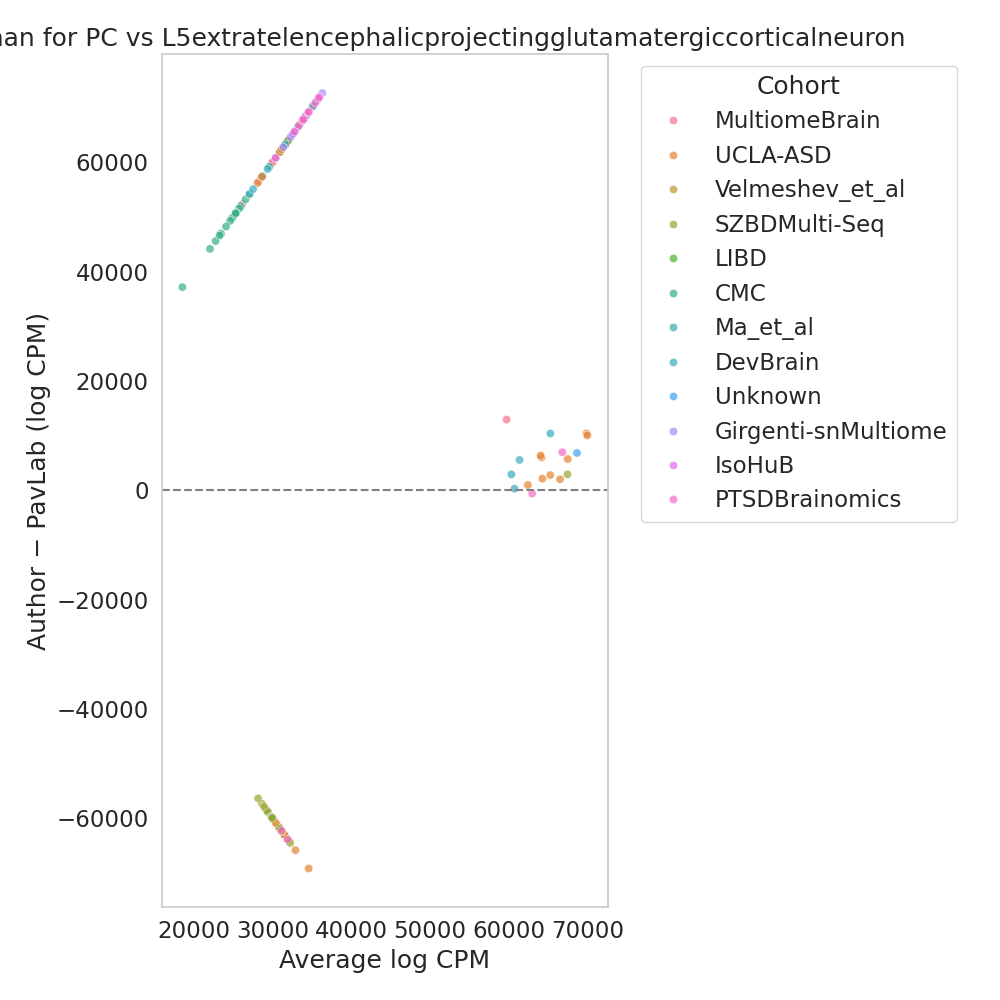 an for PC vs L5extratelencephalicprojectingglutamatergiccorticalneuron
Cohort
MultiomeBrain
UCLA-ASD
Velmeshev_et_al
SZBDMulti-Seq
LIBD
CMC
Ma_et_al
DevBrain
Unknown
Girgenti-snMultiome
IsoHuB
PTSDBrainomics
Author − PavLab (log CPM)
60000
40000
20000
0
−20000
−40000
−60000
20000 30000 40000 50000 60000 70000
Average log CPM